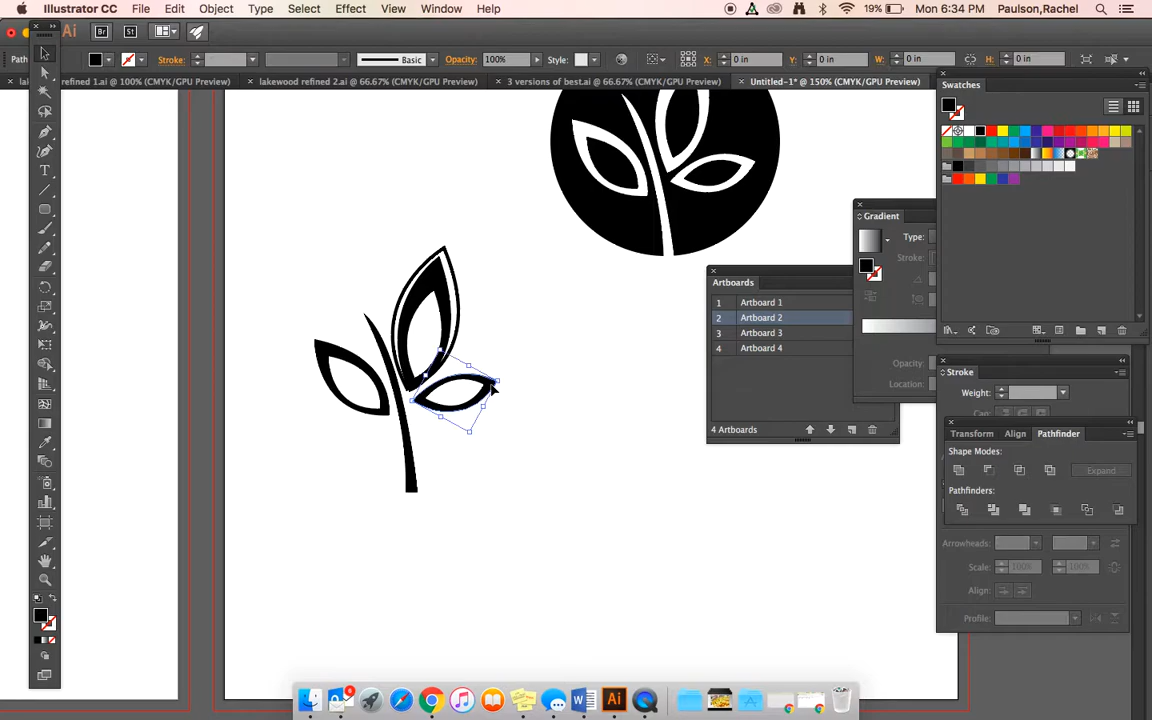 Illustrator CC File Edit Object Type Select Effect View Window Help 19% Mon 6:34 PM Paulson,Rachel
Ai Br St
Path Stroke: Basic Opacity: 100% Style: X: 0 in Y: 0 in W: 0 in H: 0 in
refined 1.ai @ 100% (CMYK/GPU Preview) × lakewood refined 2.ai @ 66.67% (CMYK/GPU Preview) × 3 versions of best.ai @ 66.67% (CMYK/GPU Preview) × Untitled-1* @ 150% (CMYK/GPU Preview)
Swatches
Gradient
Type:
Stroke:
Opacity:
Location:
Artboards
1 Artboard 1
2 Artboard 2
3 Artboard 3
4 Artboard 4
4 Artboards
Stroke
Weight:
Cap:
Transform Align Pathfinder
Shape Modes:
Expand
Pathfinders:
Arrowheads:
Scale: 100% 100%
Align:
Profile:
T
6
W
Ai